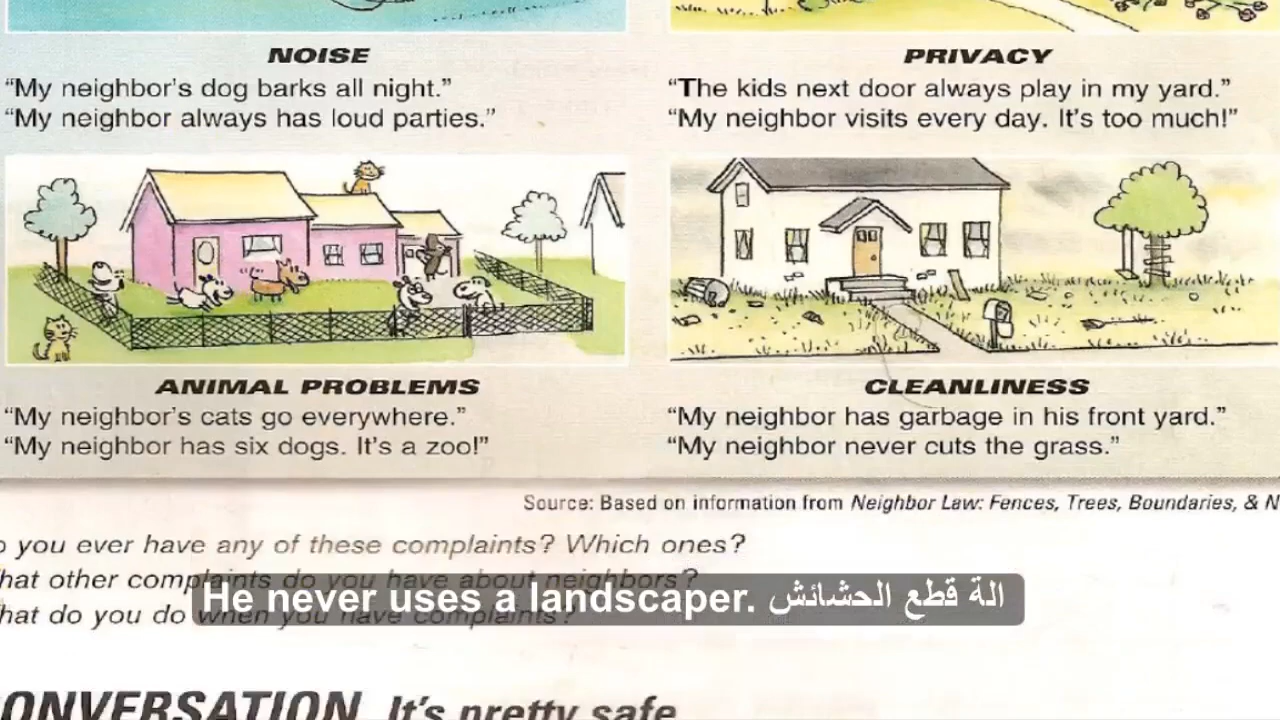 NOISE
"My neighbor's dog barks all night."
"My neighbor always has loud parties."
PRIVACY
"The kids next door always play in my yard."
"My neighbor visits every day. It's too much!"
ANIMAL PROBLEMS
"My neighbor's cats go everywhere."
"My neighbor has six dogs. It's a zoo!"
CLEANLINESS
"My neighbor has garbage in his front yard."
"My neighbor never cuts the grass."
Source: Based on information from Neighbor Law: Fences, Trees, Boundaries, & N
o you ever have any of these complaints? Which ones?
hat other complaints do you have about neighbors?
hat do you do when you have complaints?
He never uses a landscaper. الة قطع الحشائش
ONVERSATION It's pretty safe